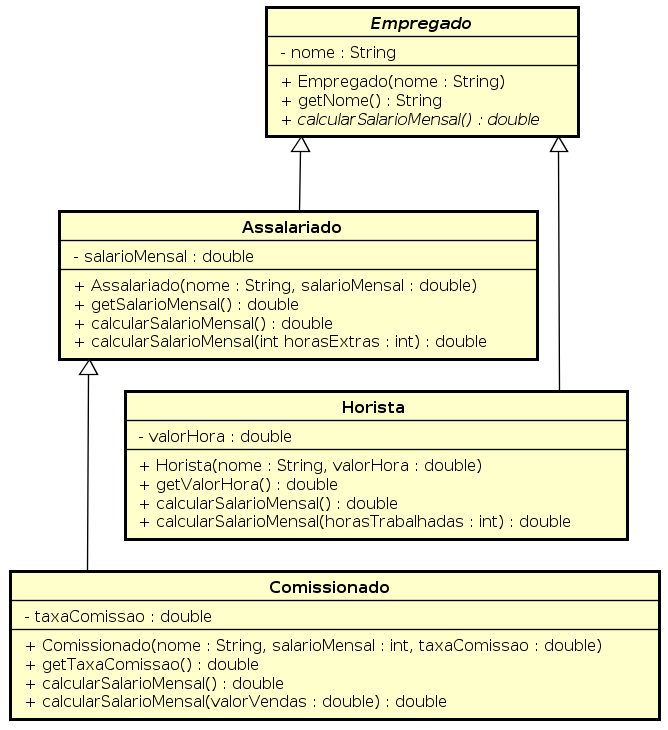 Empregado
- nome : String
+ Empregado(nome : String)
+ getNome() : String
+ calcularSalarioMensal() : double
Assalariado
- salarioMensal : double
+ Assalariado(nome : String, salarioMensal : double)
+ getSalarioMensal() : double
+ calcularSalarioMensal() : double
+ calcularSalarioMensal(int horasExtras : int) : double
Horista
- valorHora : double
+ Horista(nome : String, valorHora : double)
+ getValorHora() : double
+ calcularSalarioMensal() : double
+ calcularSalarioMensal(horasTrabalhadas : int) : double
Comissionado
- taxaComissao : double
+ Comissionado(nome : String, salarioMensal : int, taxaComissao : double)
+ getTaxaComissao() : double
+ calcularSalarioMensal() : double
+ calcularSalarioMensal(valorVendas : double) : double